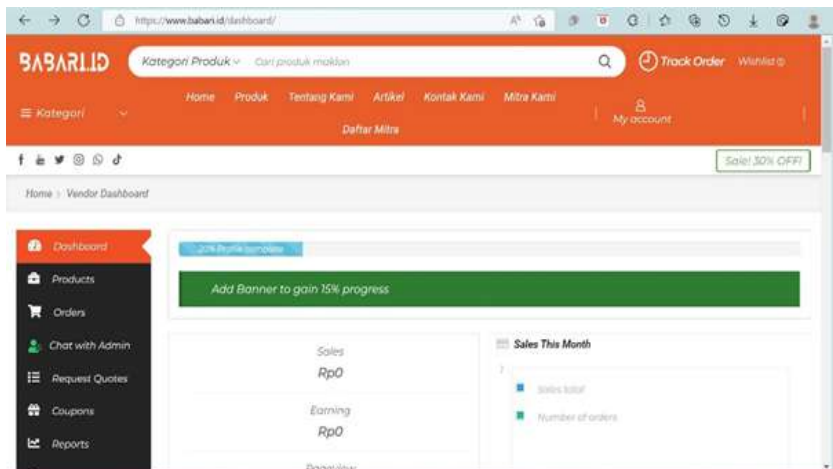 https://www.babari.id/dashboard/
BABARI.ID
Kategori Produk
Cari produk maklon
Track Order
Wishlist
Kategori
Home Produk Tentang Kami Artikel Kontak Kami Mitra Kami
Daftar Mitra
My account
Sale! 30% OFF!
Home > Vendor Dashboard
Dashboard
Products
Orders
Chat with Admin
Request Quotes
Coupons
Reports
20% Profile complete
Add Banner to gain 15% progress
Sales
Rp0
Earning
Rp0
Pageview
Sales This Month
Sales total
Number of orders